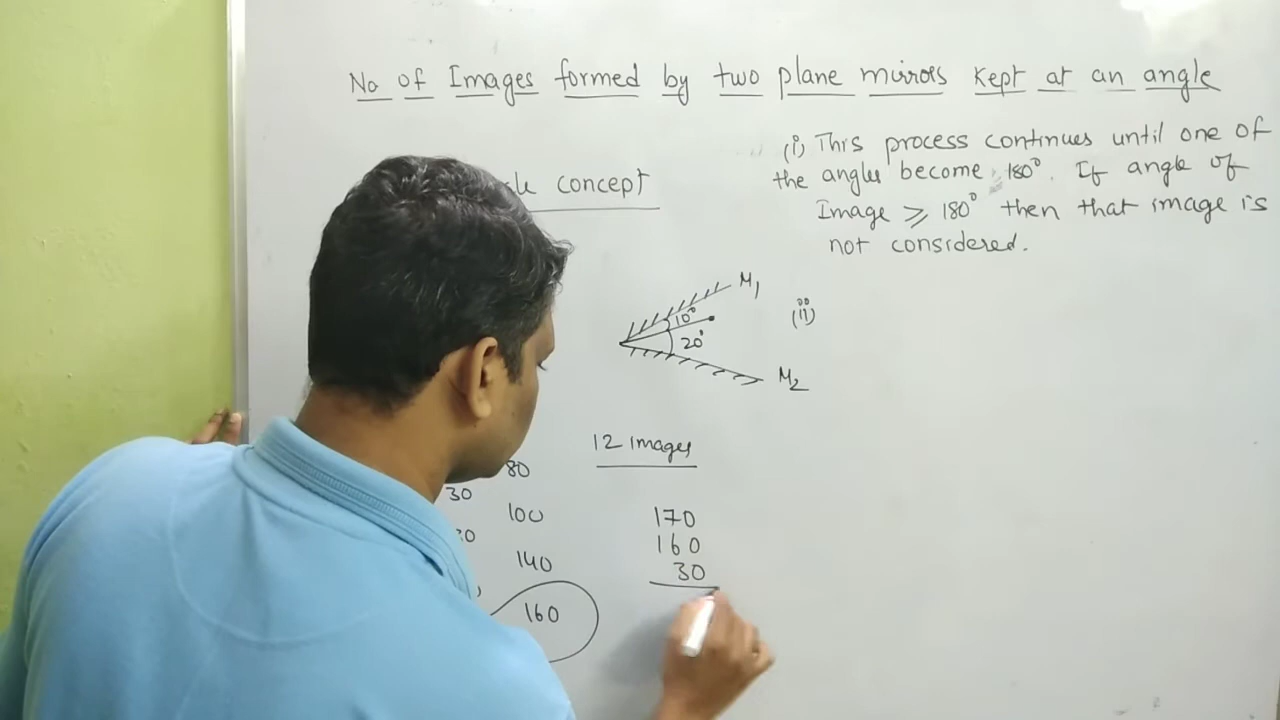 No of Images formed by two plane mirrors kept at an angle
(i) This process continues until one of
the angles become 180°. If angle of
Image ≥ 180° then that image is
not considered.
concept
M1
10°
20°
M2
(ii)
12 images
80
30
100
140
160
170
160
30